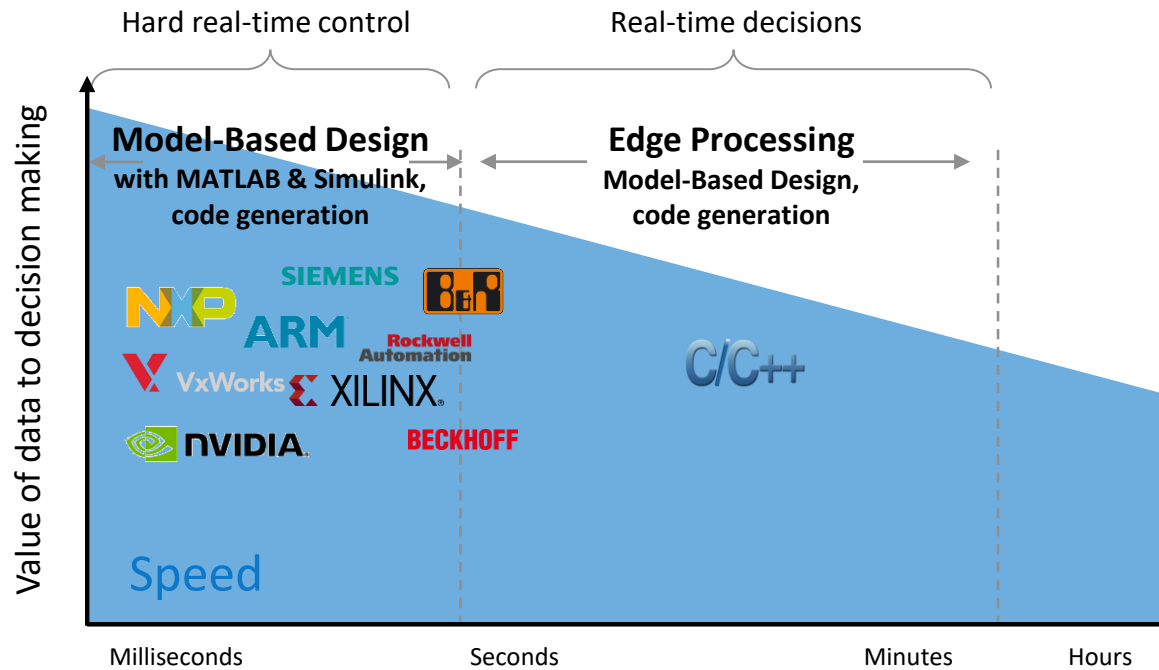 Hard real-time control
Real-time decisions
Value of data to decision making
Model-Based Design
with MATLAB & Simulink,
code generation
Edge Processing
Model-Based Design,
code generation
SIEMENS
B&R
NXP
ARM
Rockwell
Automation
VxWorks
XILINX®
C/C++
NVIDIA.
BECKHOFF
Speed
Milliseconds
Seconds
Minutes
Hours